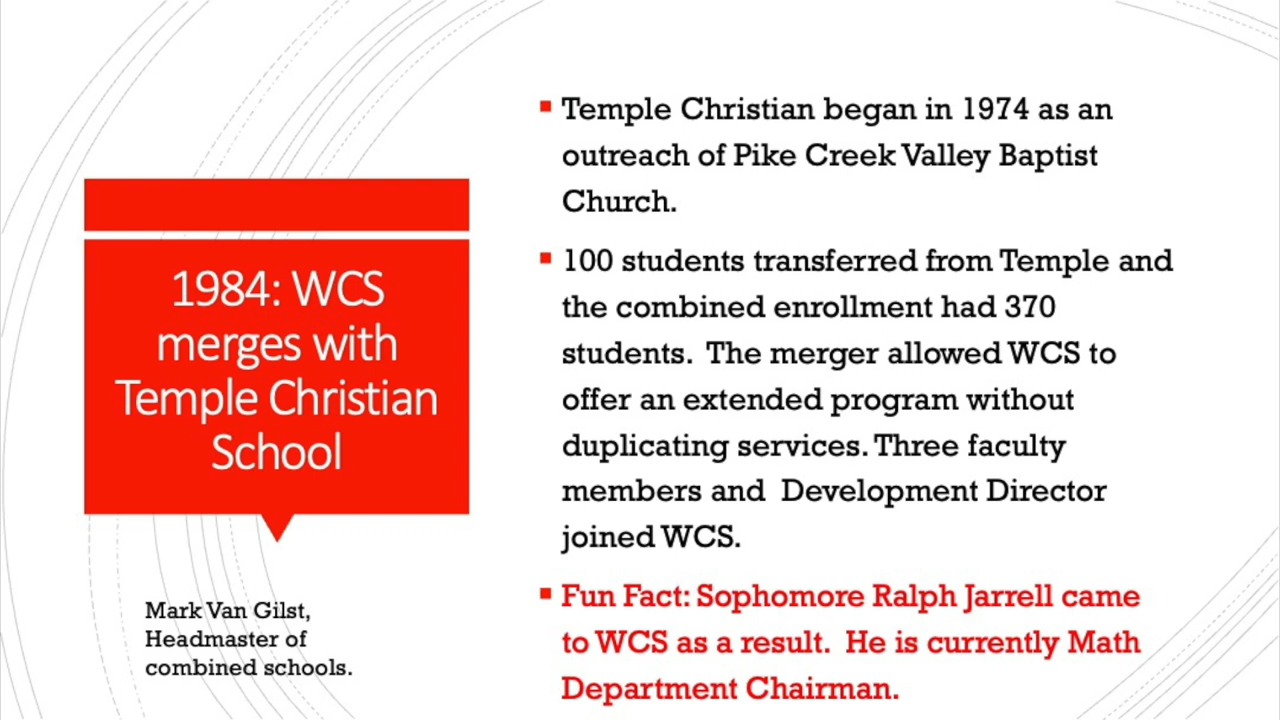 1984: WCS
merges with
Temple Christian
School
Mark Van Gilst,
Headmaster of
combined schools.
▪ Temple Christian began in 1974 as an
outreach of Pike Creek Valley Baptist
Church.
▪ 100 students transferred from Temple and
the combined enrollment had 370
students.  The merger allowed WCS to
offer an extended program without
duplicating services. Three faculty
members and  Development Director
joined WCS.
▪ Fun Fact: Sophomore Ralph Jarrell came
to WCS as a result.  He is currently Math
Department Chairman.